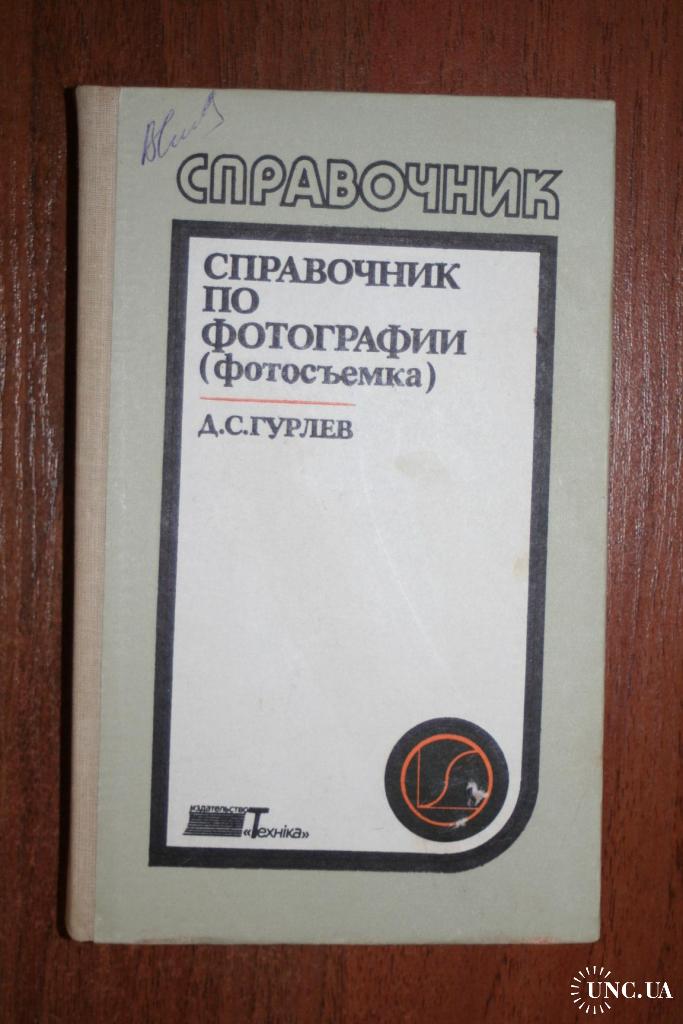 СПРАВОЧНИК
СПРАВОЧНИК
ПО
ФОТОГРАФИИ
(фотосъемка)
Д.С.ГУРЛЕВ
издательство
«Техніка»
UNC.UA